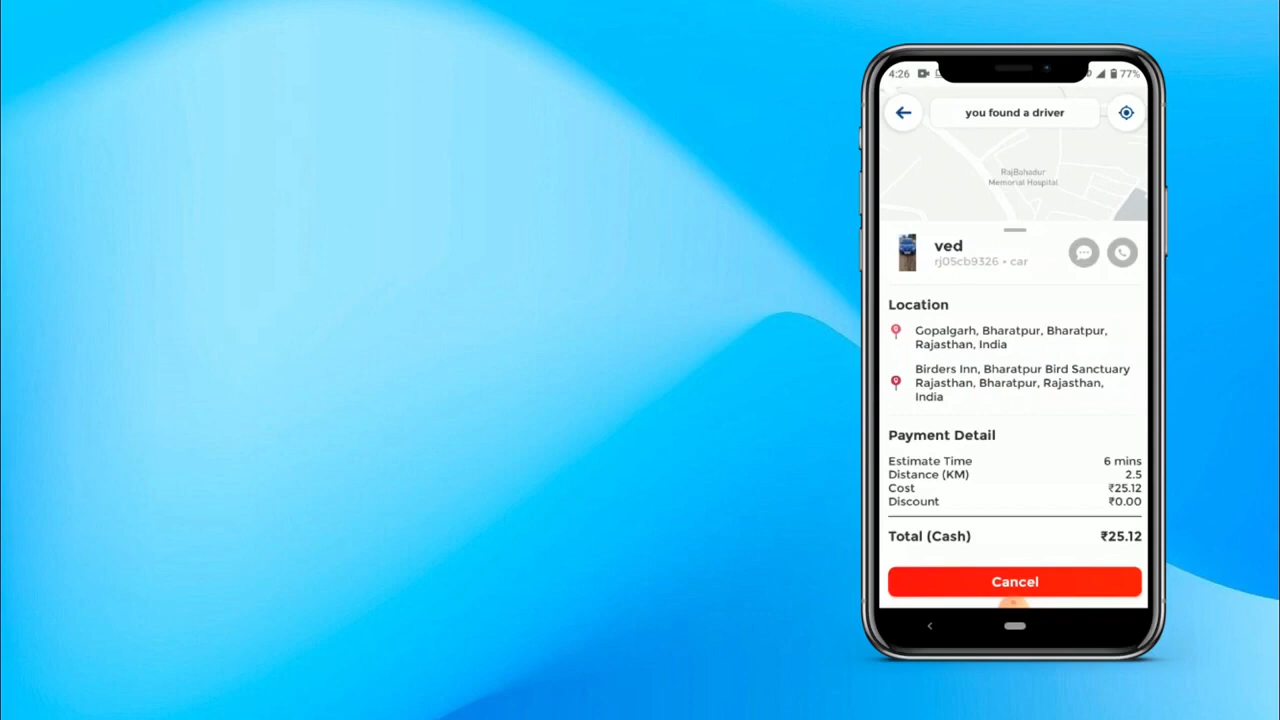 4:26
77%
you found a driver
RajBahadur
Memorial Hospital
ved
rj05cb9326 • car
Location
Gopalgarh, Bharatpur, Bharatpur,
Rajasthan, India
Birders Inn, Bharatpur Bird Sanctuary
Rajasthan, Bharatpur, Rajasthan,
India
Payment Detail
Estimate Time 6 mins
Distance (KM) 2.5
Cost ₹25.12
Discount ₹0.00
Total (Cash) ₹25.12
Cancel